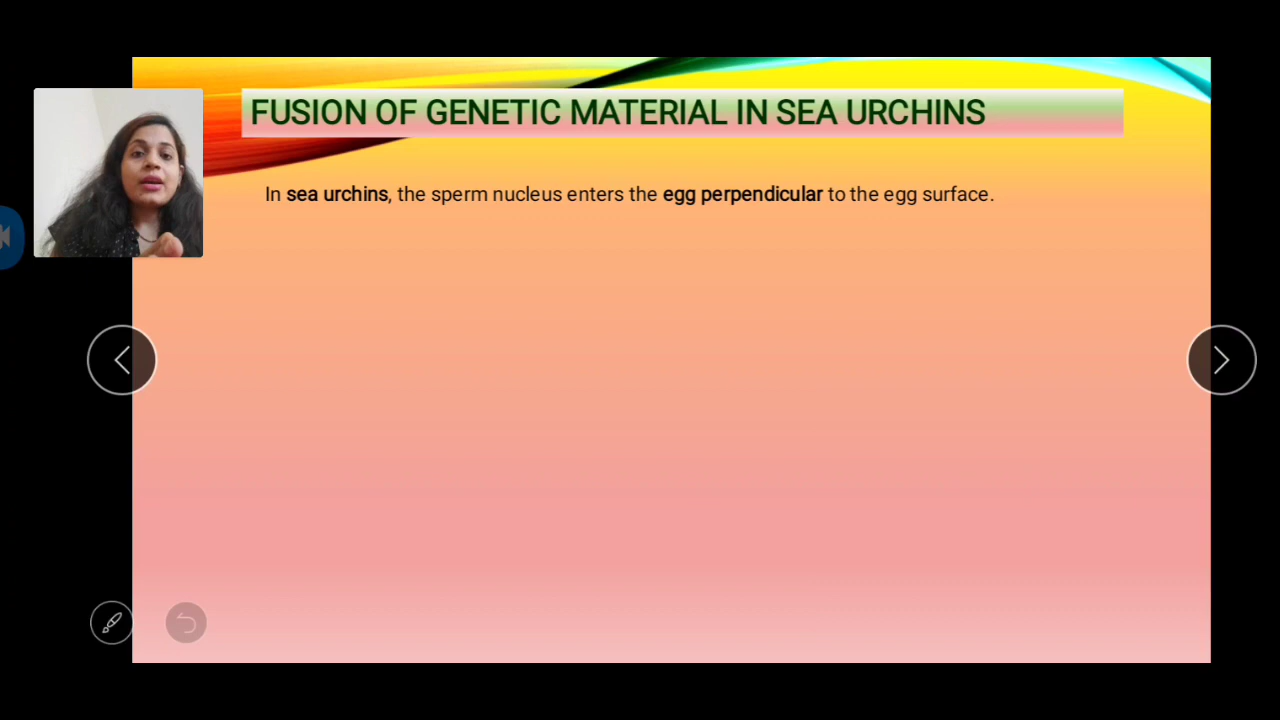 FUSION OF GENETIC MATERIAL IN SEA URCHINS
In sea urchins, the sperm nucleus enters the egg perpendicular to the egg surface.